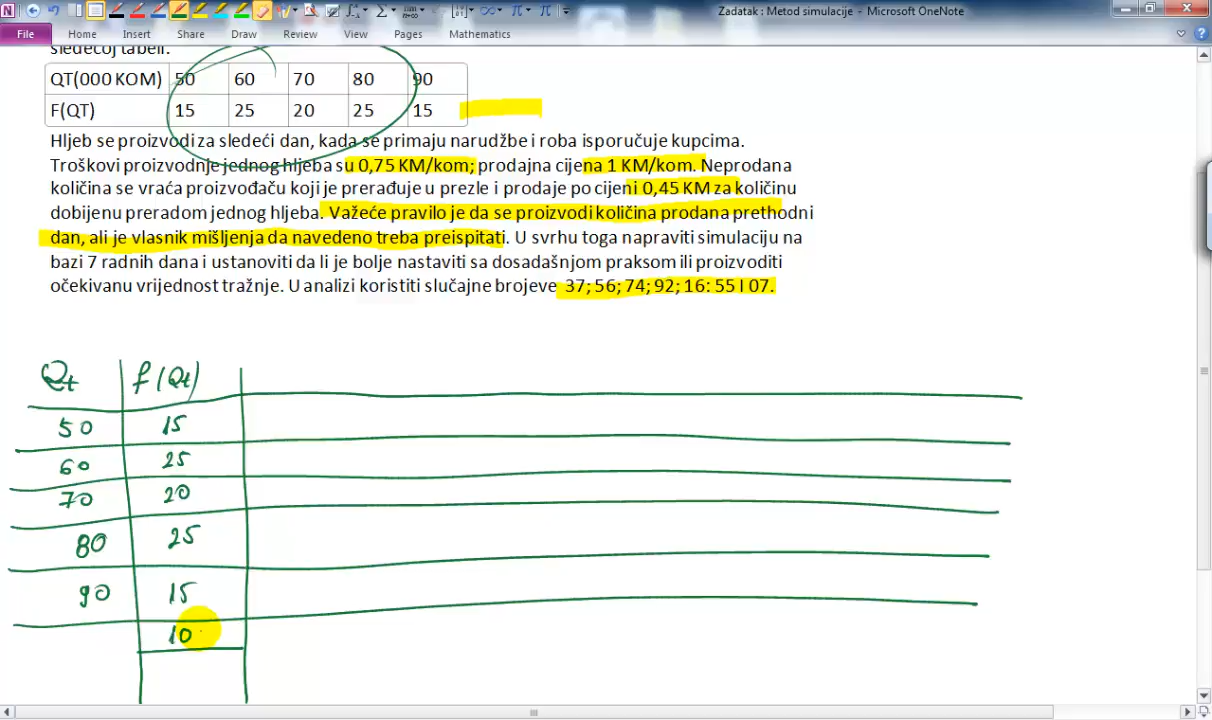 Zadatak : Metod simulacije - Microsoft OneNote
File Home Insert Share Draw Review View Pages Mathematics
sledećoj tabeli.
QT(000 KOM) 50 60 70 80 90
F(QT) 15 25 20 25 15
Hljeb se proizvodi za sledeći dan, kada se primaju narudžbe i roba isporučuje kupcima.
Troškovi proizvodnje jednog hljeba su 0,75 KM/kom; prodajna cijena 1 KM/kom. Neprodana
količina se vraća proizvođaču koji je prerađuje u prezle i prodaje po cijeni 0,45 KM za količinu
dobijenu preradom jednog hljeba. Važeće pravilo je da se proizvodi količina prodana prethodni
dan, ali je vlasnik mišljenja da navedeno treba preispitati. U svrhu toga napraviti simulaciju na
bazi 7 radnih dana i ustanoviti da li je bolje nastaviti sa dosadašnjom praksom ili proizvoditi
očekivanu vrijednost tražnje. U analizi koristiti slučajne brojeve 37; 56; 74; 92; 16: 55 I 07.
Qt f(Qt)
50 15
60 25
70 20
80 25
90 15
10